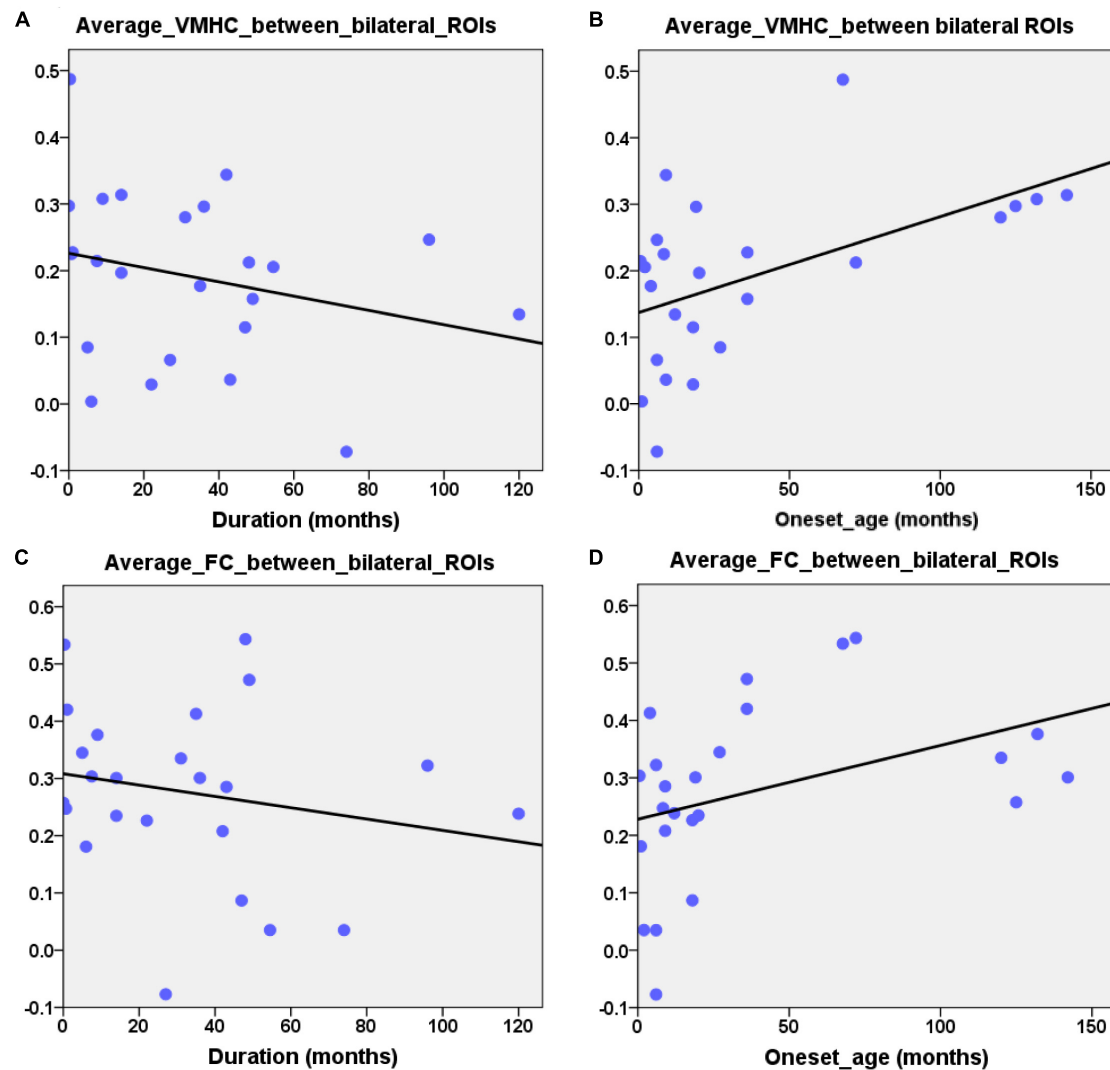 A
Average_VMHC_between_bilateral_ROIs
0.5
0.4
0.3
0.2
0.1
0.0
-0.1
0 20 40 60 80 100 120
Duration (months)
B
Average_VMHC_between bilateral ROIs
0.5
0.4
0.3
0.2
0.1
0.0
-0.1
0 50 100 150
Oneset_age (months)
C
Average_FC_between_bilateral_ROIs
0.6
0.5
0.4
0.3
0.2
0.1
0.0
-0.1
0 20 40 60 80 100 120
Duration (months)
D
Average_FC_between_bilateral_ROIs
0.6
0.5
0.4
0.3
0.2
0.1
0.0
-0.1
0 50 100 150
Oneset_age (months)